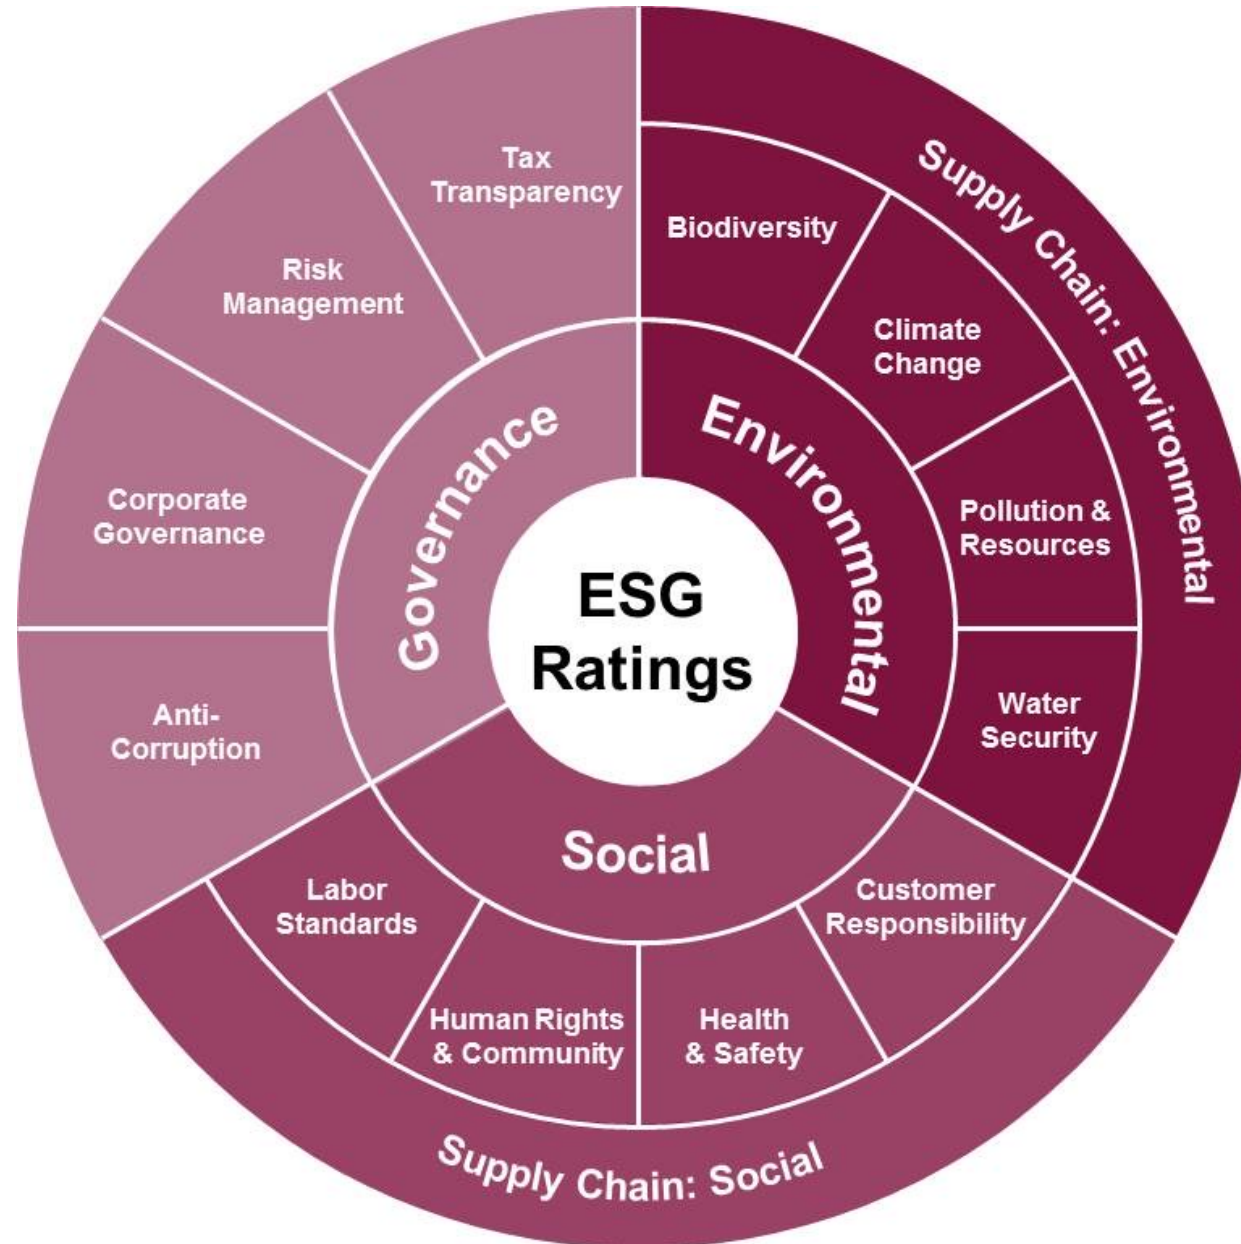 ESG
Ratings
Environmental
Biodiversity
Climate
Change
Pollution &
Resources
Water
Security
Supply Chain: Environmental
Social
Customer
Responsibility
Health
& Safety
Human Rights
& Community
Labor
Standards
Supply Chain: Social
Governance
Anti-
Corruption
Corporate
Governance
Risk
Management
Tax
Transparency